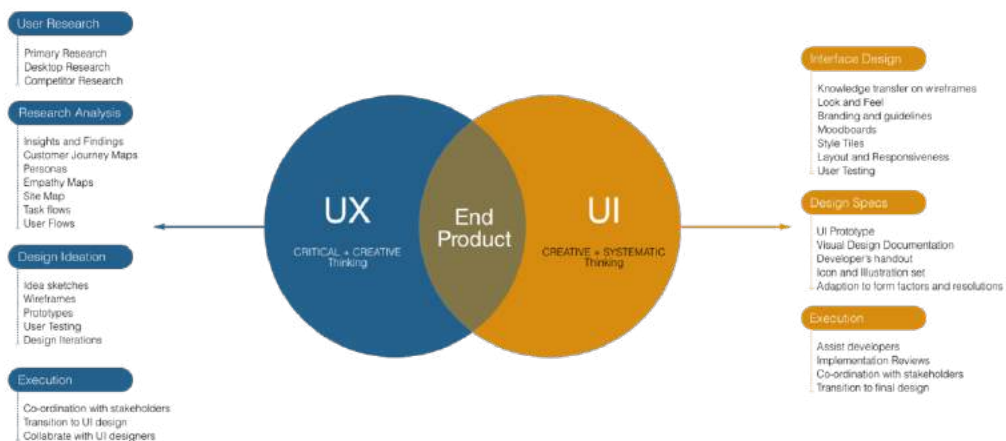 User Research
Primary Research
Desktop Research
Competitor Research
Research Analysis
Insights and Findings
Customer Journey Maps
Personas
Empathy Maps
Site Map
Task flows
User Flows
Design Ideation
Idea sketches
Wireframes
Prototypes
User Testing
Design Iterations
Execution
Co-ordination with stakeholders
Transition to UI design
Collabrate with UI designers
UX
CRITICAL + CREATIVE
Thinking
End
Product
UI
CREATIVE + SYSTEMATIC
Thinking
Interface Design
Knowledge transfer on wireframes
Look and Feel
Branding and guidelines
Moodboards
Style Tiles
Layout and Responsiveness
User Testing
Design Specs
UI Prototype
Visual Design Documentation
Developer's handout
Icon and Illustration set
Adaption to form factors and resolutions
Execution
Assist developers
Implementation Reviews
Co-ordination with stakeholders
Transition to final design